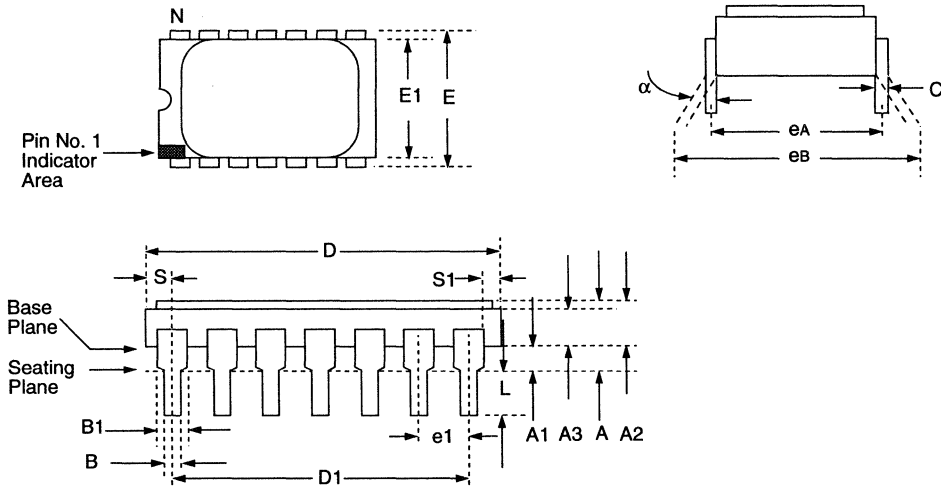 N
E1
E
Pin No. 1
Indicator
Area
α
C
eA
eB
D
S
S1
Base
Plane
Seating
Plane
L
B1
B
e1
D1
A1
A3
A
A2